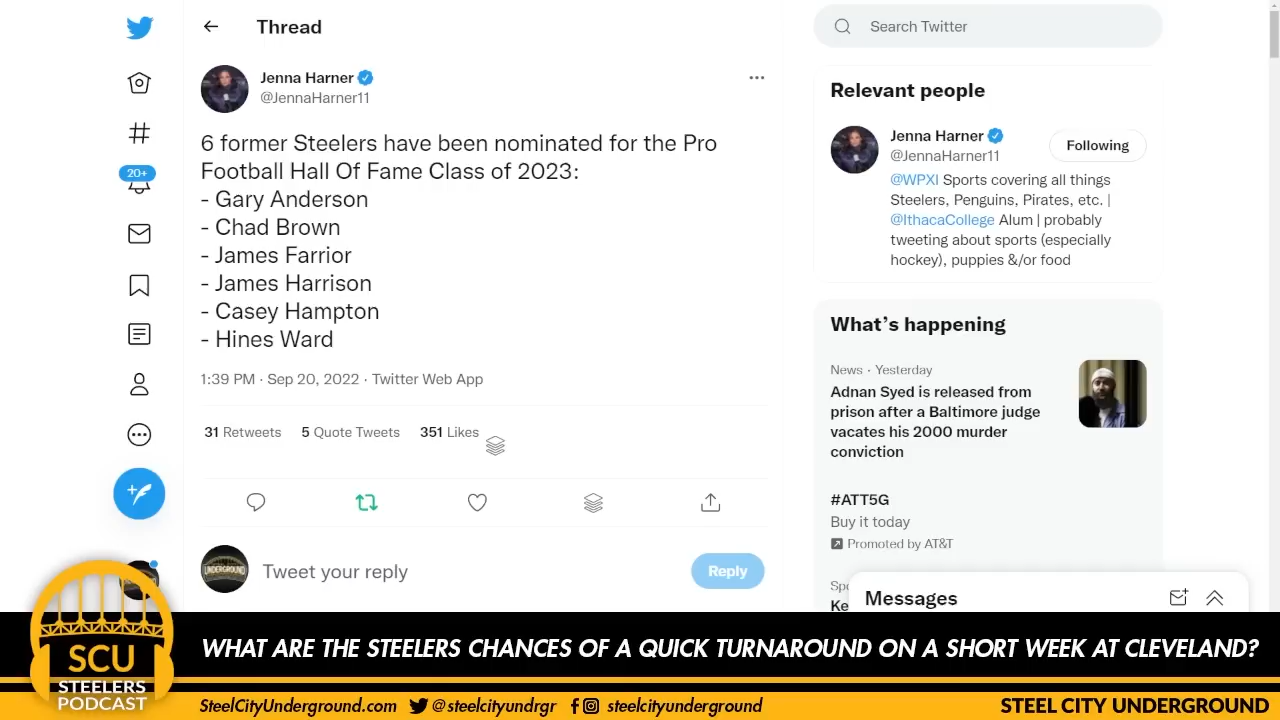 Thread
Jenna Harner
@JennaHarner11
6 former Steelers have been nominated for the Pro
Football Hall Of Fame Class of 2023:
- Gary Anderson
- Chad Brown
- James Farrior
- James Harrison
- Casey Hampton
- Hines Ward
1:39 PM · Sep 20, 2022 · Twitter Web App
31 Retweets 5 Quote Tweets 351 Likes
Tweet your reply
Reply
20+
UNDERGROUND
Search Twitter
Relevant people
Jenna Harner
@JennaHarner11
Following
@WPXI Sports covering all things
Steelers, Penguins, Pirates, etc. |
@IthacaCollege Alum | probably
tweeting about sports (especially
hockey), puppies &/or food
What's happening
News · Yesterday
Adnan Syed is released from
prison after a Baltimore judge
vacates his 2000 murder
conviction
#ATT5G
Buy it today
Promoted by AT&T
Spo
Ke
Messages
SCU
STEELERS
PODCAST
WHAT ARE THE STEELERS CHANCES OF A QUICK TURNAROUND ON A SHORT WEEK AT CLEVELAND?
SteelCityUnderground.com @steelcityundrgr steelcityunderground
STEEL CITY UNDERGROUND